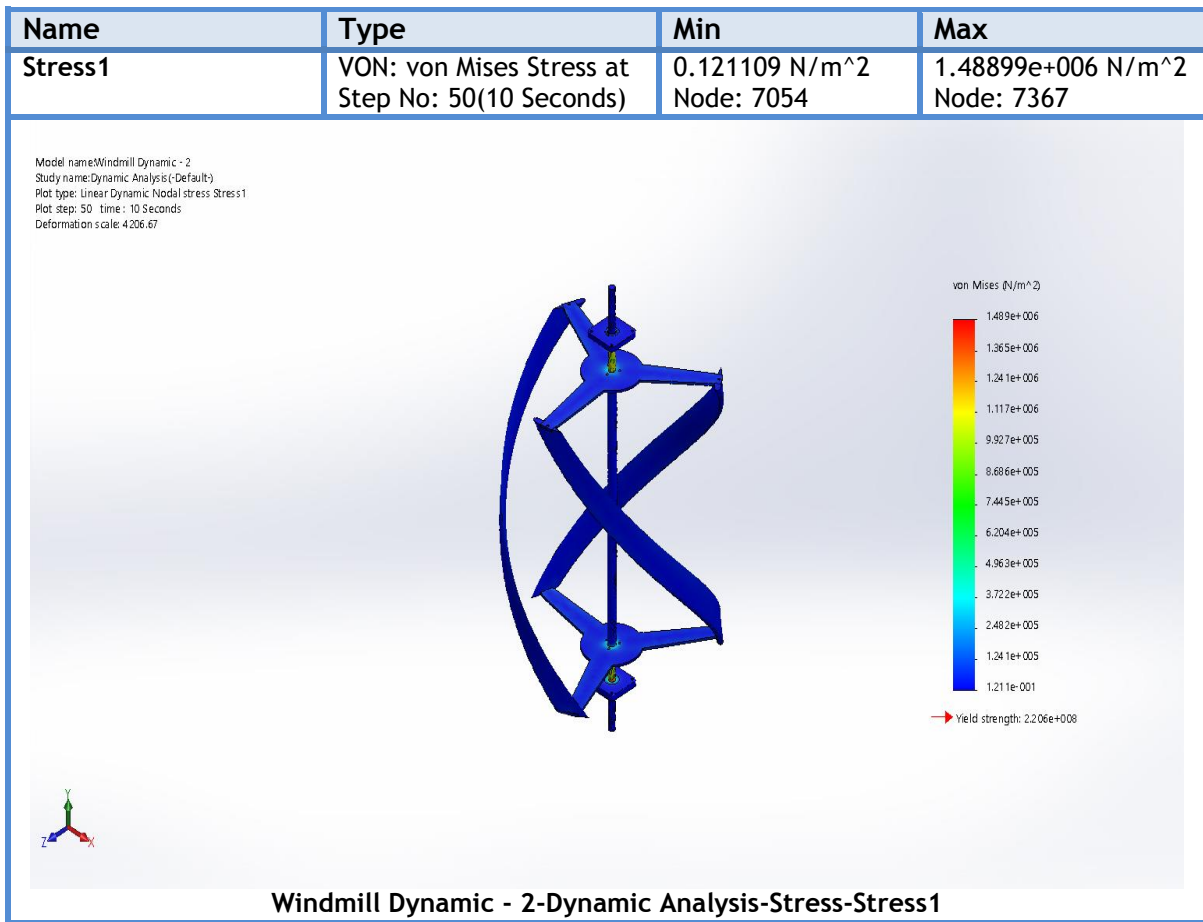 Name Type Min Max
Stress1 VON: von Mises Stress at 0.121109 N/m^2 1.48899e+006 N/m^2
Step No: 50(10 Seconds) Node: 7054 Node: 7367
Model name:Windmill Dynamic - 2
Study name:Dynamic Analysis(-Default-)
Plot type: Linear Dynamic Nodal stress Stress1
Plot step: 50 time : 10 Seconds
Deformation scale: 4206.67
von Mises (N/m^2)
1.489e+006
1.365e+006
1.241e+006
1.117e+006
9.927e+005
8.686e+005
7.445e+005
6.204e+005
4.963e+005
3.722e+005
2.482e+005
1.241e+005
1.211e-001
Yield strength: 2.206e+008
Y
Z X
Windmill Dynamic - 2-Dynamic Analysis-Stress-Stress1